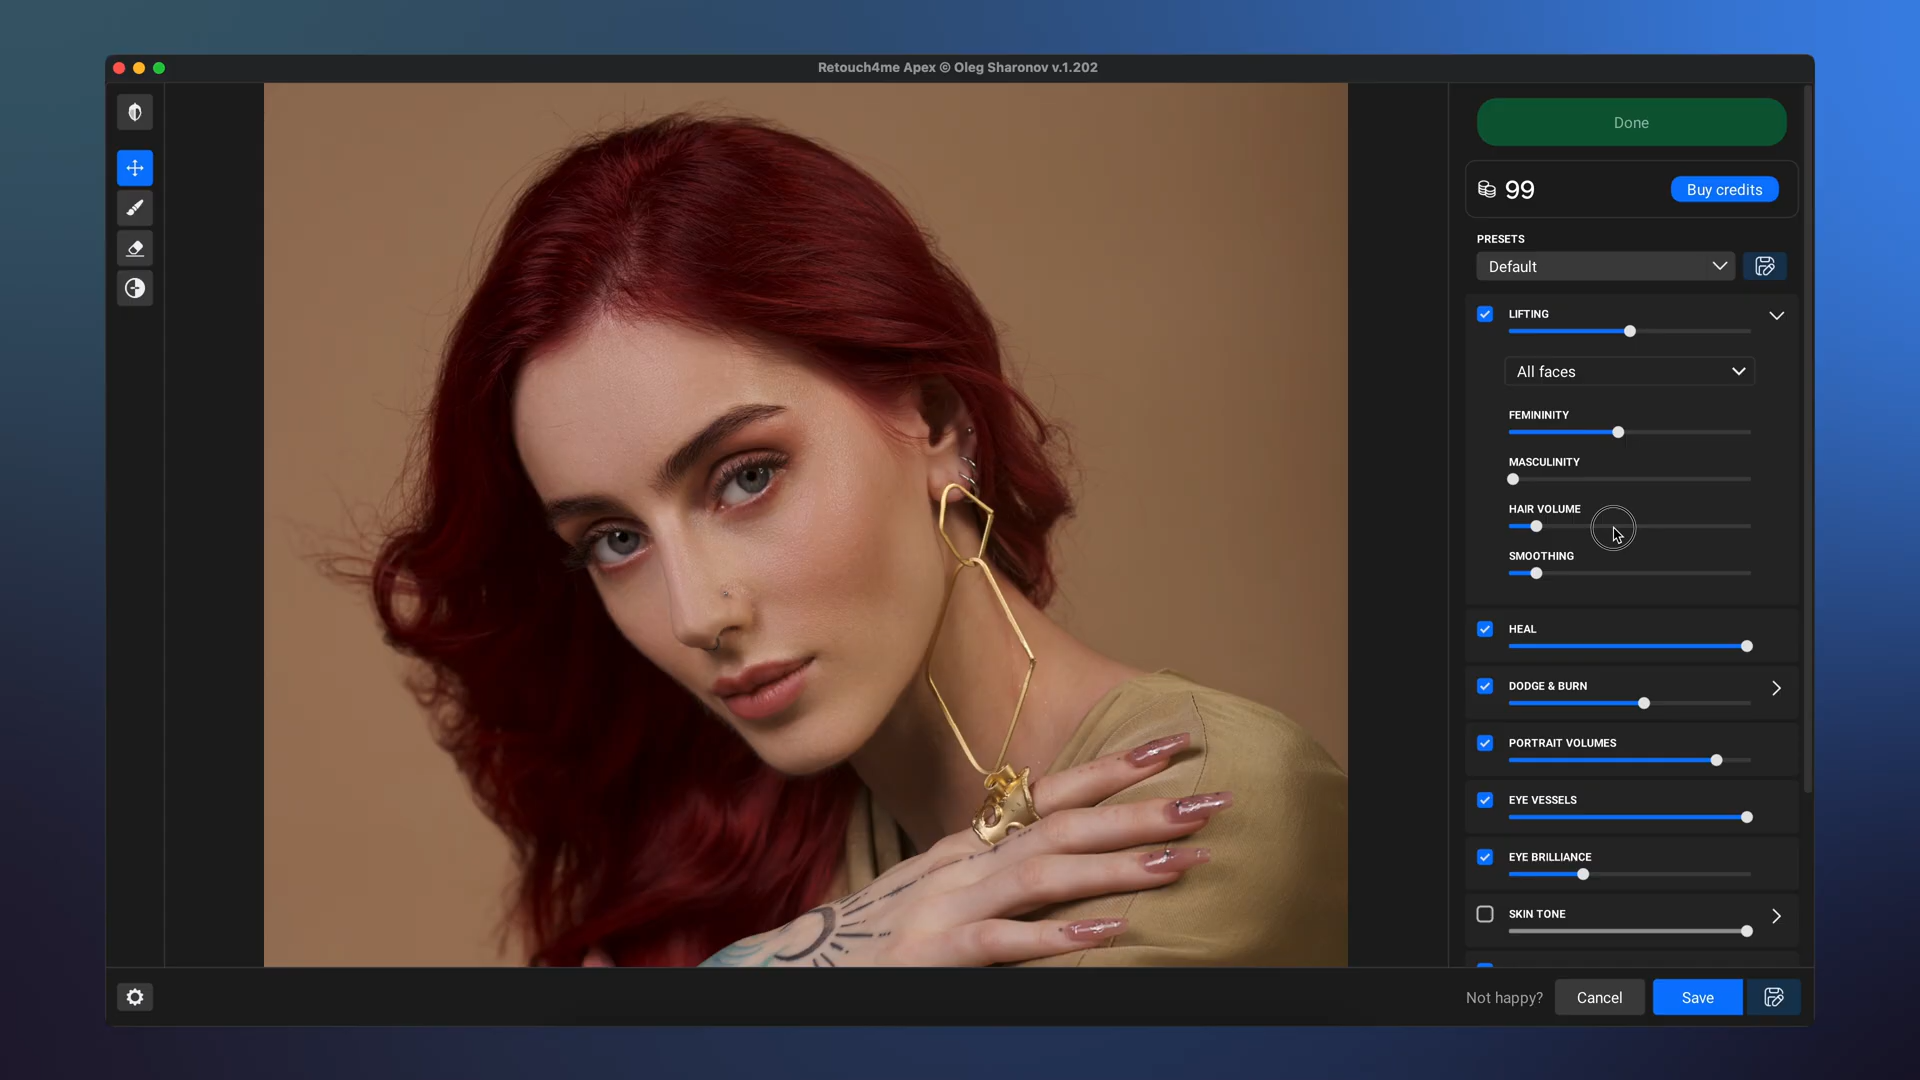 Retouch4me Apex © Oleg Sharonov v.1.202
Done
99
Buy credits
PRESETS
Default
LIFTING
All faces
FEMININITY
MASCULINITY
HAIR VOLUME
SMOOTHING
HEAL
DODGE & BURN
PORTRAIT VOLUMES
EYE VESSELS
EYE BRILLIANCE
SKIN TONE
Not happy?
Cancel
Save